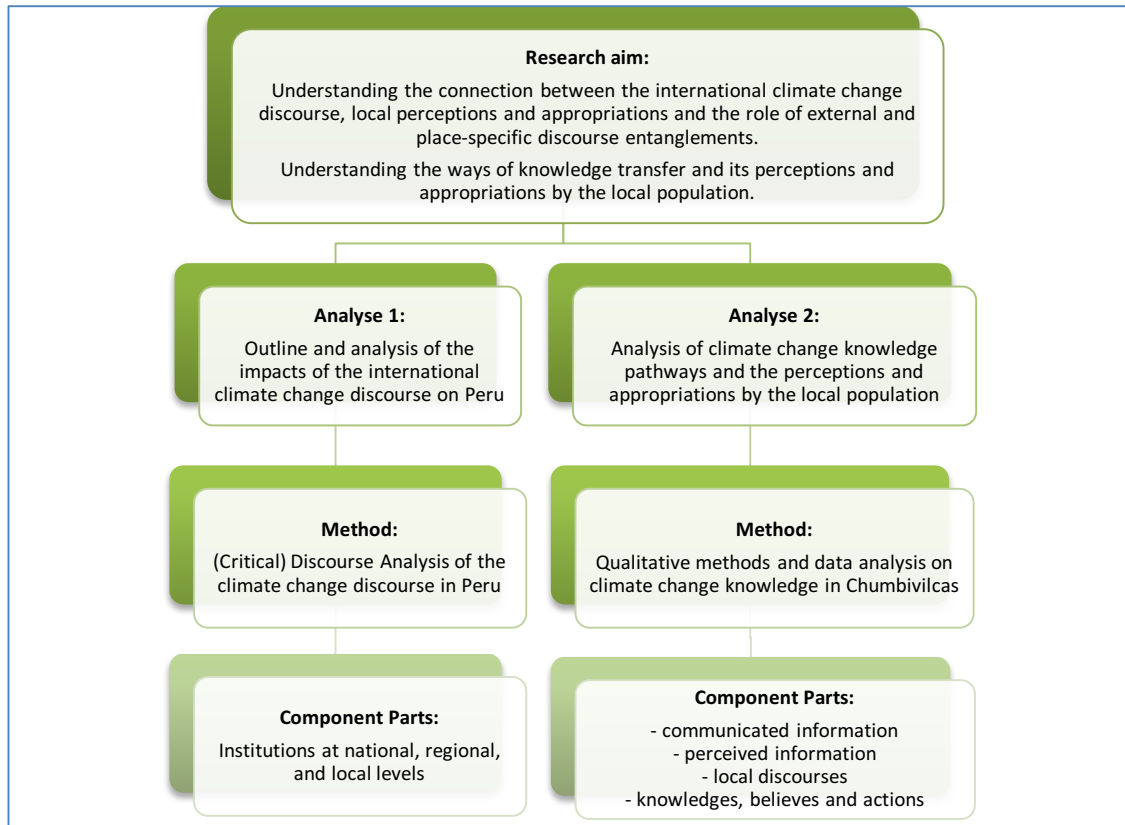 Research aim:
Understanding the connection between the international climate change
discourse, local perceptions and appropriations and the role of external and
place-specific discourse entanglements.
Understanding the ways of knowledge transfer and its perceptions and
appropriations by the local population.
Analyse 1:
Outline and analysis of the
impacts of the international
climate change discourse on Peru
Method:
(Critical) Discourse Analysis of the
climate change discourse in Peru
Component Parts:
Institutions at national, regional,
and local levels
Analyse 2:
Analysis of climate change knowledge
pathways and the perceptions and
appropriations by the local population
Method:
Qualitative methods and data analysis on
climate change knowledge in Chumbivilcas
Component Parts:
- communicated information
- perceived information
- local discourses
- knowledges, believes and actions